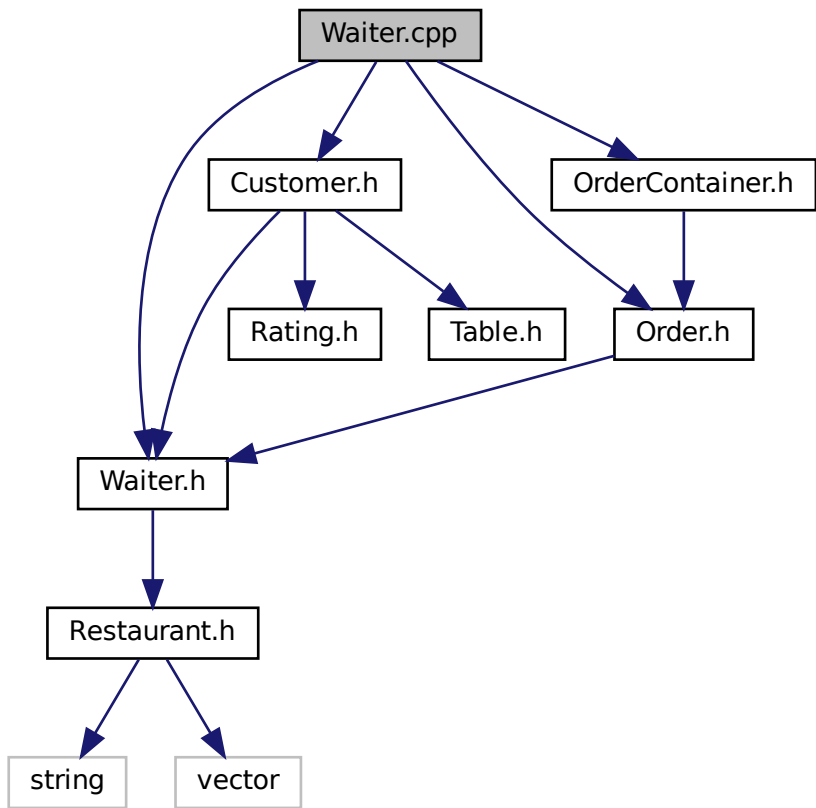 Waiter.cpp
Customer.h
OrderContainer.h
Rating.h
Table.h
Order.h
Waiter.h
Restaurant.h
string
vector